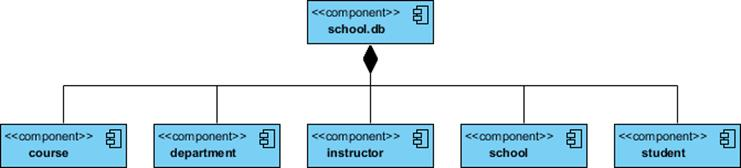 <<component>>
school.db
<<component>>
course
<<component>>
department
<<component>>
instructor
<<component>>
school
<<component>>
student